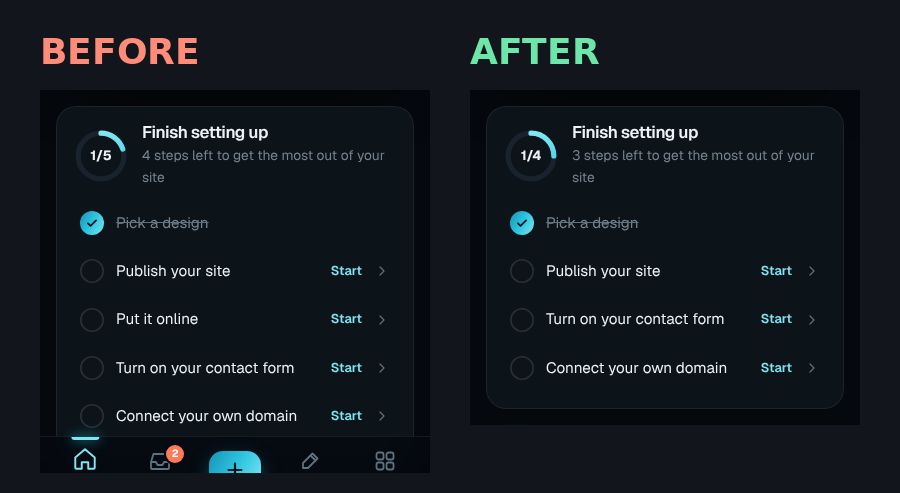 BEFORE
1/5
Finish setting up
4 steps left to get the most out of your
site
Pick a design
Publish your site Start
Put it online Start
Turn on your contact form Start
Connect your own domain Start
2
AFTER
1/4
Finish setting up
3 steps left to get the most out of your
site
Pick a design
Publish your site Start
Turn on your contact form Start
Connect your own domain Start